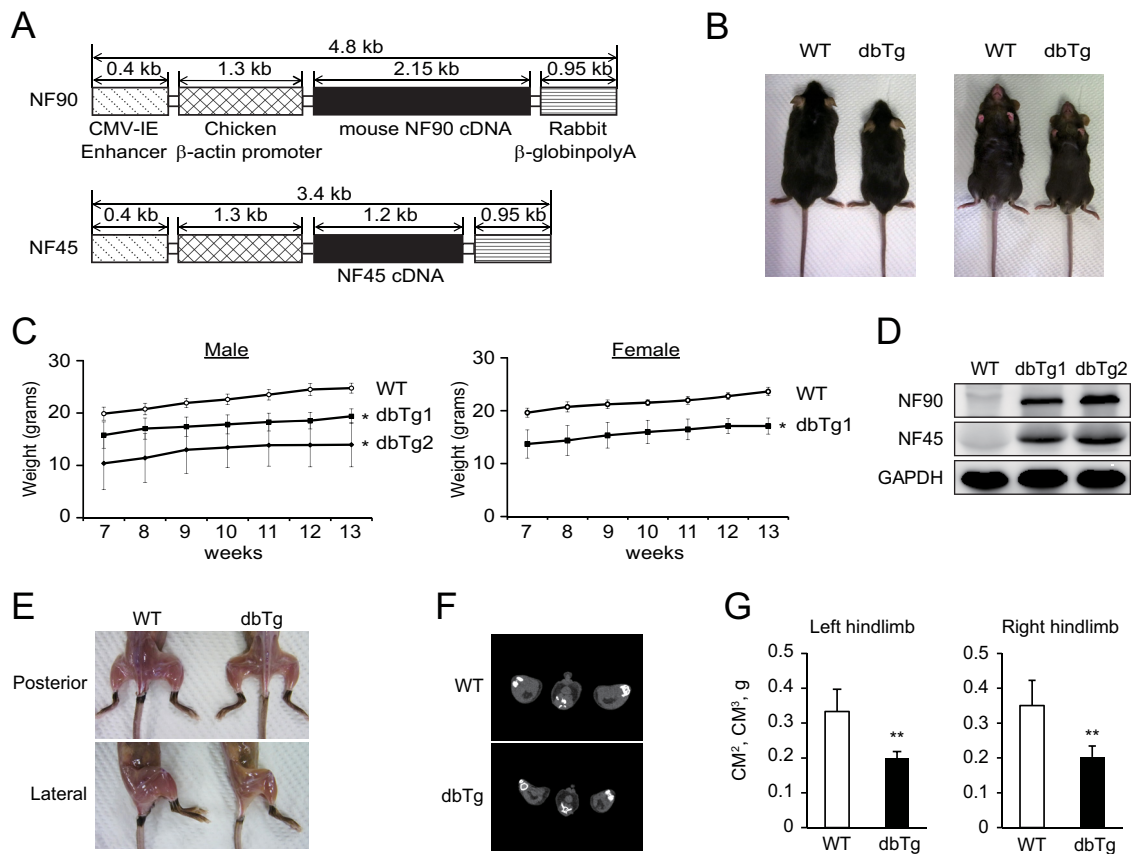 A
4.8 kb
0.4 kb 1.3 kb 2.15 kb 0.95 kb
NF90
CMV-IE Enhancer
Chicken β-actin promoter
mouse NF90 cDNA
Rabbit β-globinpolyA
3.4 kb
0.4 kb 1.3 kb 1.2 kb 0.95 kb
NF45
NF45 cDNA
B
WT dbTg WT dbTg
C
Male
Weight (grams)
30
20
10
0
WT
* dbTg1
* dbTg2
7 8 9 10 11 12 13
weeks
Female
Weight (grams)
30
20
10
0
WT
* dbTg1
7 8 9 10 11 12 13
weeks
D
WT dbTg1 dbTg2
NF90
NF45
GAPDH
E
WT dbTg
Posterior
Lateral
F
WT
dbTg
G
Left hindlimb
CM², CM³, g
0.5
0.4
0.3
0.2
0.1
0
**
WT dbTg
Right hindlimb
0.5
0.4
0.3
0.2
0.1
0
**
WT dbTg